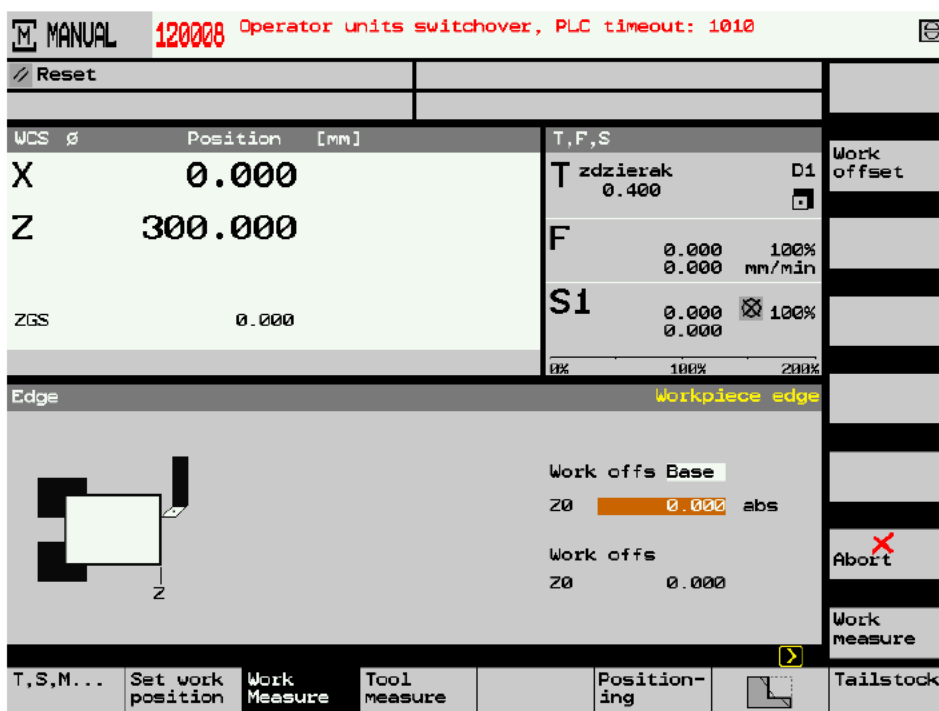 M MANUAL 120008 Operator units switchover, PLC timeout: 1010
// Reset
WCS ø Position [mm]
X 0.000
Z 300.000
ZGS 0.000
T,F,S
T zdzierak D1
0.400
F 0.000 100%
0.000 mm/min
S1 0.000 100%
0.000
0% 100% 200%
Work
offset
Edge Workpiece edge
Work offs Base
Z0 0.000 abs
Work offs
Z0 0.000
Z
Abort
Work
measure
T,S,M...
Set work
position
Work
Measure
Tool
measure
Position-
ing
Tailstock